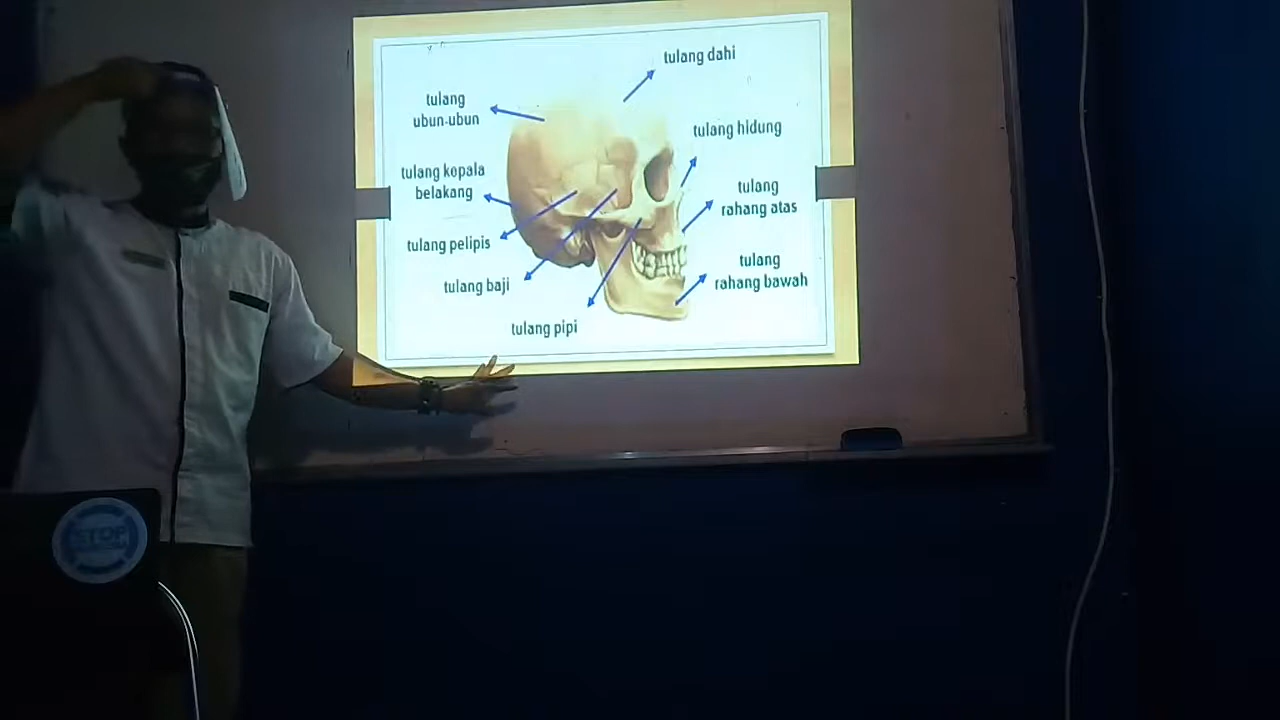 tulang dahi
tulang
ubun-ubun
tulang hidung
tulang kepala
belakang
tulang
rahang atas
tulang pelipis
tulang
rahang bawah
tulang baji
tulang pipi
STOP